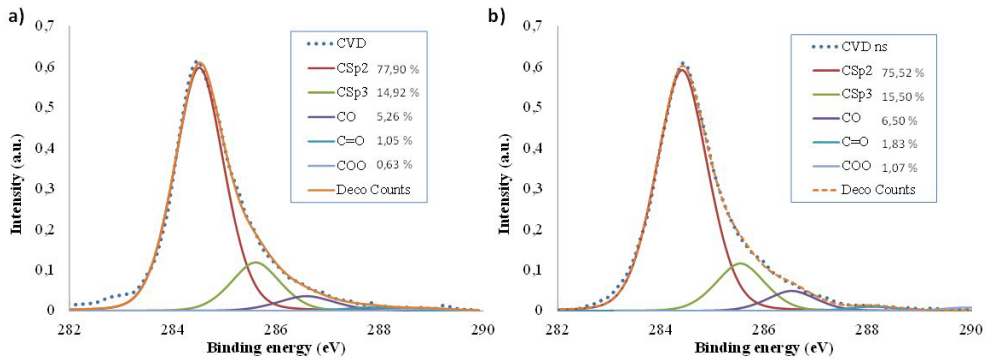 a)
0,7
0,6
0,5
0,4
0,3
0,2
0,1
0
Intensity (a.u.)
CVD
CSp2 77,90 %
CSp3 14,92 %
CO 5,26 %
C=O 1,05 %
COO 0,63 %
Deco Counts
282 284 286 288 290
Binding energy (eV)
b)
0,7
0,6
0,5
0,4
0,3
0,2
0,1
0
Intensity (a.u.)
CVD ns
CSp2 75,52 %
CSp3 15,50 %
CO 6,50 %
C=O 1,83 %
COO 1,07 %
Deco Counts
282 284 286 288 290
Binding energy (eV)